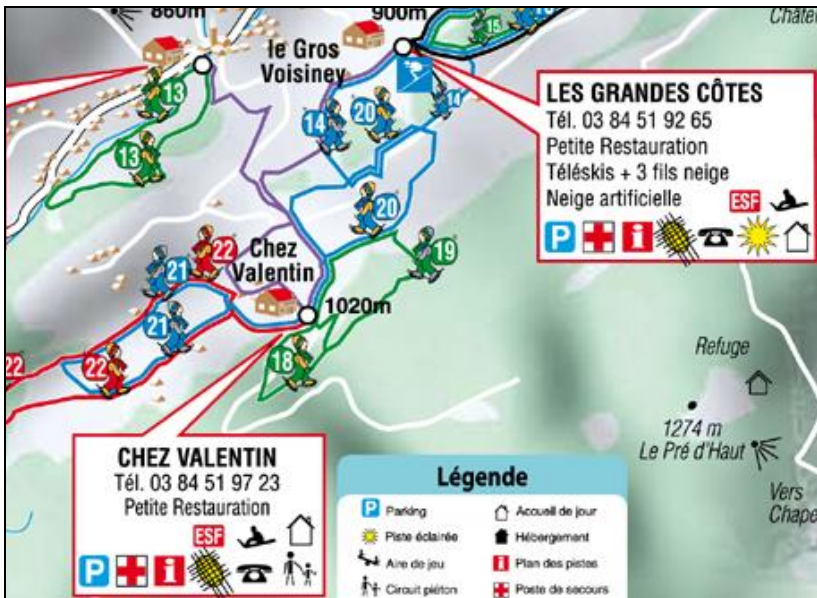 860m
900m
Châte
15
le Gros
Voisiney
13
13
14
20
14
20
19
LES GRANDES CÔTES
Tél. 03 84 51 92 65
Petite Restauration
Téléskis + 3 fils neige
Neige artificielle
ESF
P
i
22
21
Chez
Valentin
1020m
21
22
22
18
Refuge
1274 m
Le Pré d'Haut
Vers
Chape
CHEZ VALENTIN
Tél. 03 84 51 97 23
Petite Restauration
ESF
P
i
Légende
P Parking
Accueil de jour
Piste éclairée
Hébergement
Aire de jeu
i Plan des pistes
Circuit piéton
Poste de secours